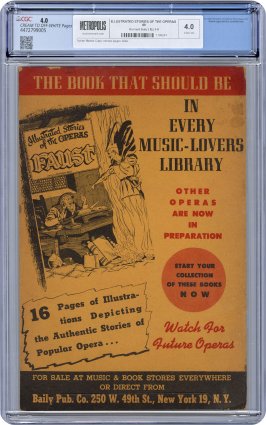 CGC 4.0
CREAM TO OFF-WHITE Pages
METROPOLIS
ILLUSTRATED STORIES OF THE OPERAS
4.0
THE BOOK THAT SHOULD BE
IN
EVERY
MUSIC-LOVERS
LIBRARY
Illustrated Stories
of the OPERAS
FAUST
OTHER
OPERAS
ARE NOW
IN
PREPARATION
START YOUR
COLLECTION
OF THESE BOOKS
NOW
16 Pages of Illustra-
tions Depicting
the Authentic Stories of
Popular Opera . . .
Watch For
Future Operas
FOR SALE AT MUSIC & BOOK STORES EVERYWHERE
OR DIRECT FROM
Baily Pub. Co. 250 W. 49th St., New York 19, N. Y.